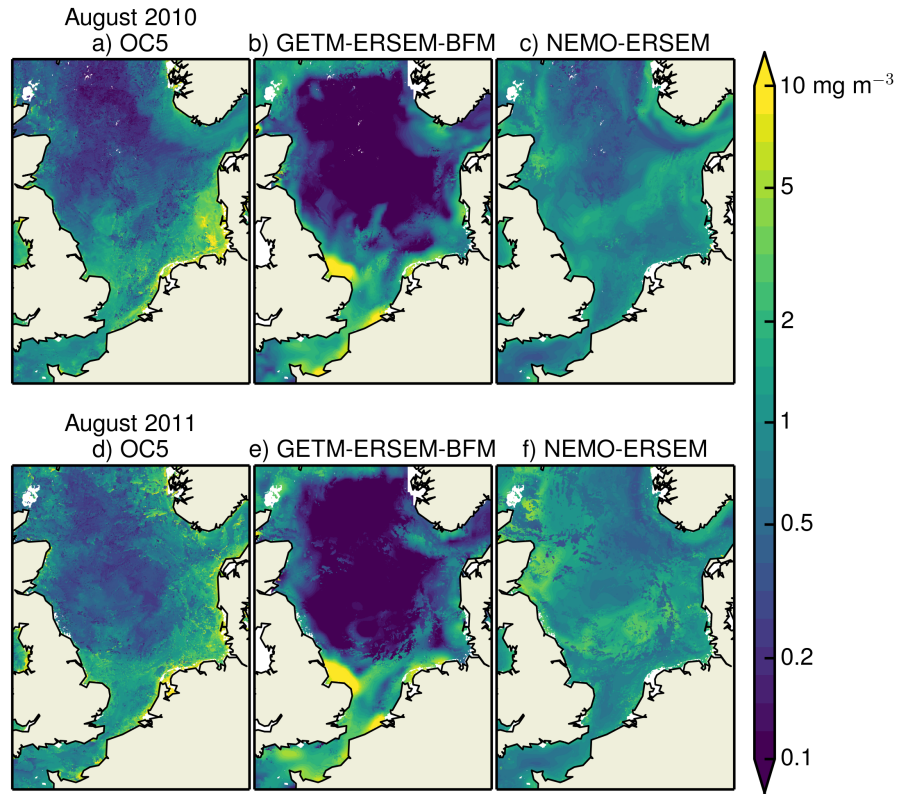 August 2010
a) OC5
b) GETM-ERSEM-BFM
c) NEMO-ERSEM
10 mg m⁻³
5
2
1
0.5
0.2
0.1
August 2011
d) OC5
e) GETM-ERSEM-BFM
f) NEMO-ERSEM